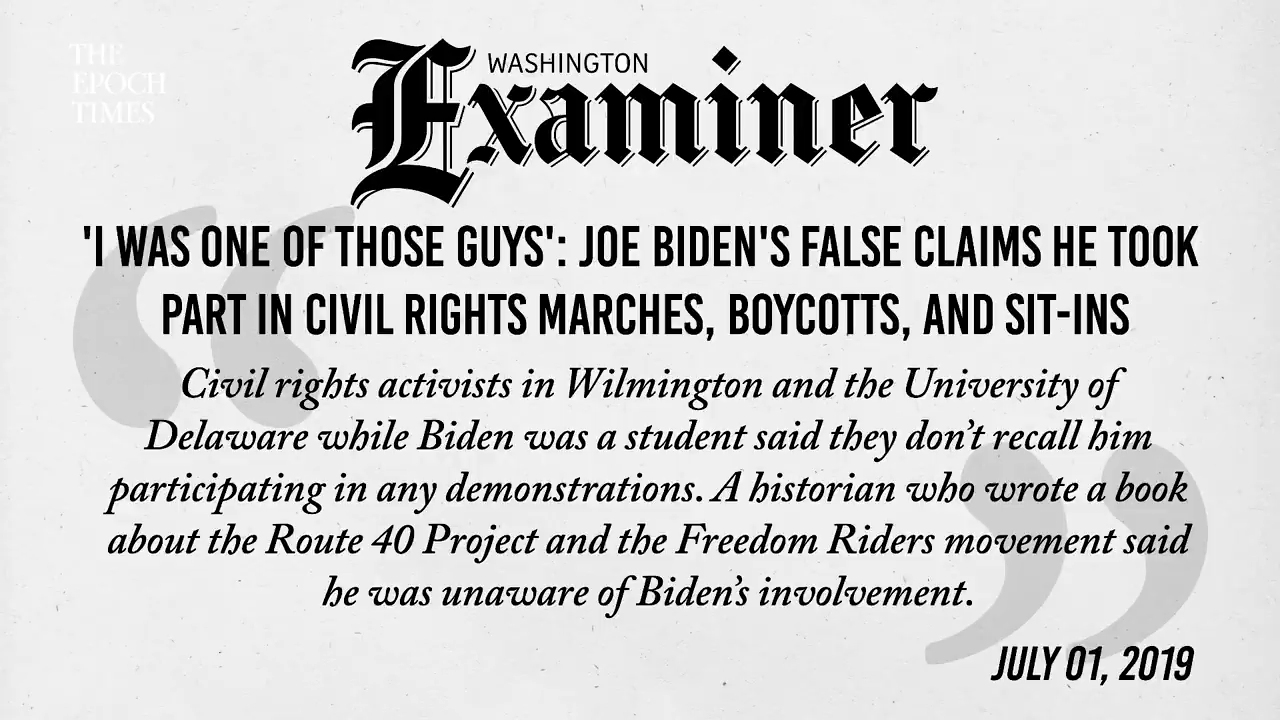 THE
EPOCH
TIMES
WASHINGTON
Examiner
'I WAS ONE OF THOSE GUYS': JOE BIDEN'S FALSE CLAIMS HE TOOK
PART IN CIVIL RIGHTS MARCHES, BOYCOTTS, AND SIT-INS
Civil rights activists in Wilmington and the University of
Delaware while Biden was a student said they don’t recall him
participating in any demonstrations. A historian who wrote a book
about the Route 40 Project and the Freedom Riders movement said
he was unaware of Biden’s involvement.
JULY 01, 2019